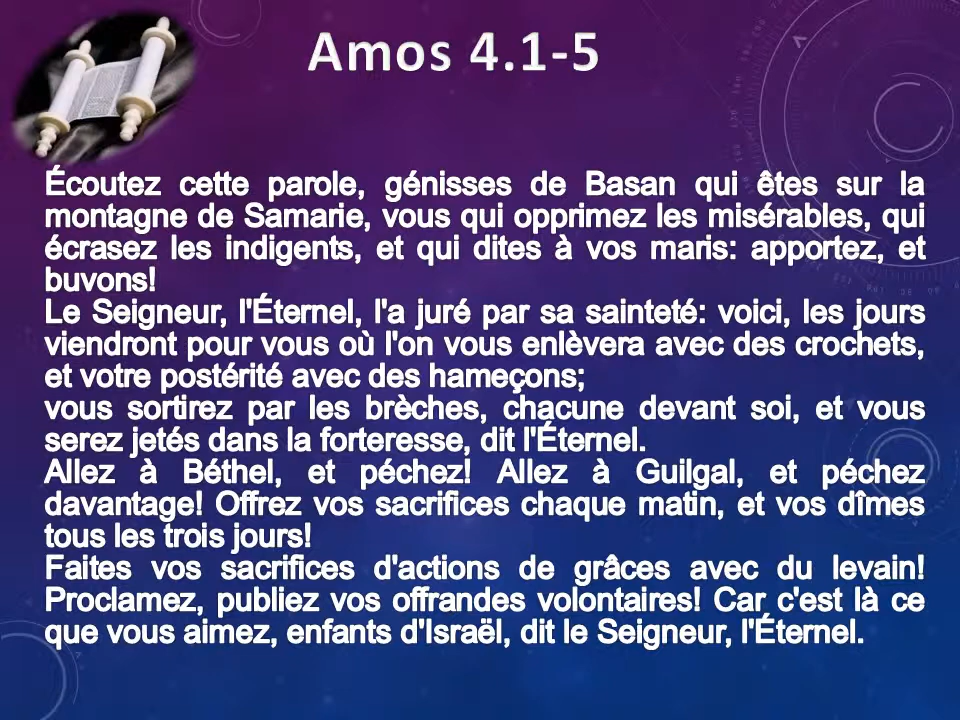 Amos 4.1-5
Écoutez cette parole, génisses de Basan qui êtes sur la
montagne de Samarie, vous qui opprimez les misérables, qui
écrasez les indigents, et qui dites à vos maris: apportez, et
buvons!
Le Seigneur, l'Éternel, l'a juré par sa sainteté: voici, les jours
viendront pour vous où l'on vous enlèvera avec des crochets,
et votre postérité avec des hameçons;
vous sortirez par les brèches, chacune devant soi, et vous
serez jetés dans la forteresse, dit l'Éternel.
Allez à Béthel, et péchez! Allez à Guilgal, et péchez
davantage! Offrez vos sacrifices chaque matin, et vos dîmes
tous les trois jours!
Faites vos sacrifices d'actions de grâces avec du levain!
Proclamez, publiez vos offrandes volontaires! Car c'est là ce
que vous aimez, enfants d'Israël, dit le Seigneur, l'Éternel.